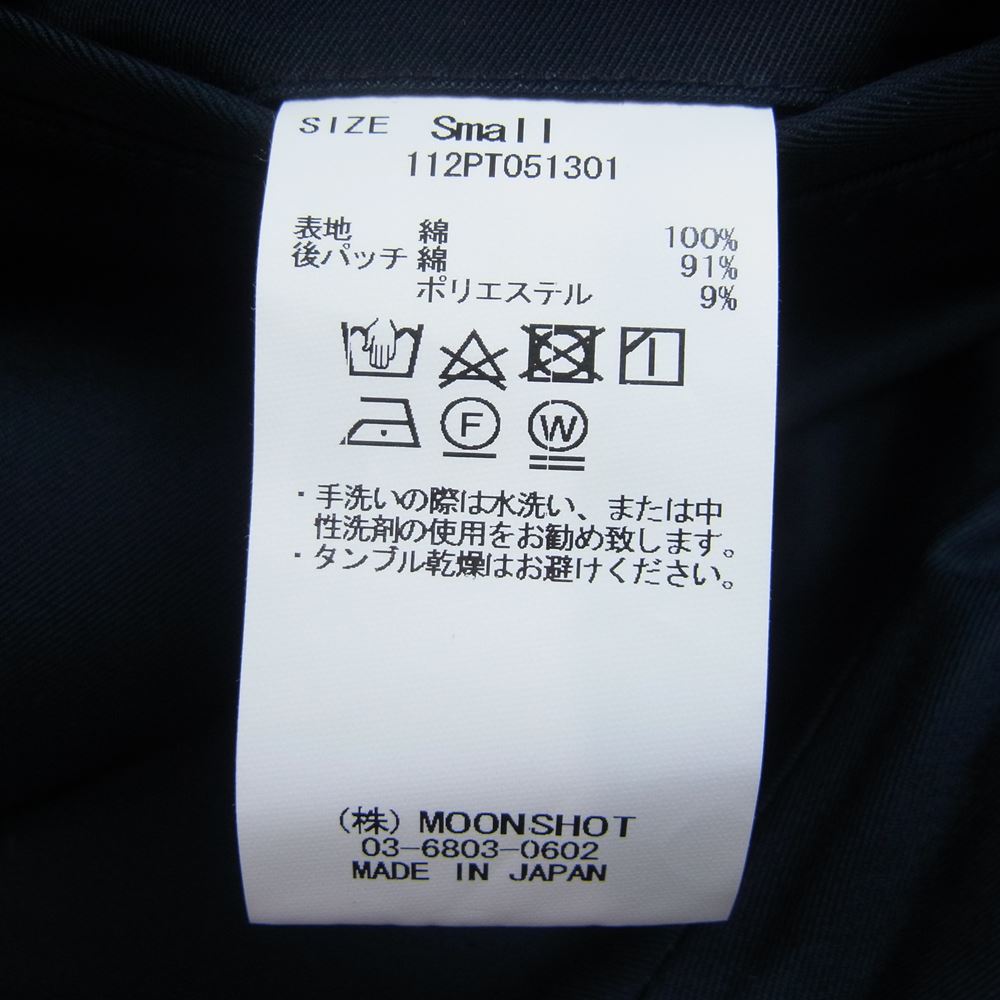 SIZE Small
112PT051301
表地 綿 100%
後パッチ 綿 91%
ポリエステル 9%
F W
・手洗いの際は水洗い、または中
性洗剤の使用をお勧め致します。
・タンブル乾燥はお避けください。
（株）MOONSHOT
03-6803-0602
MADE IN JAPAN